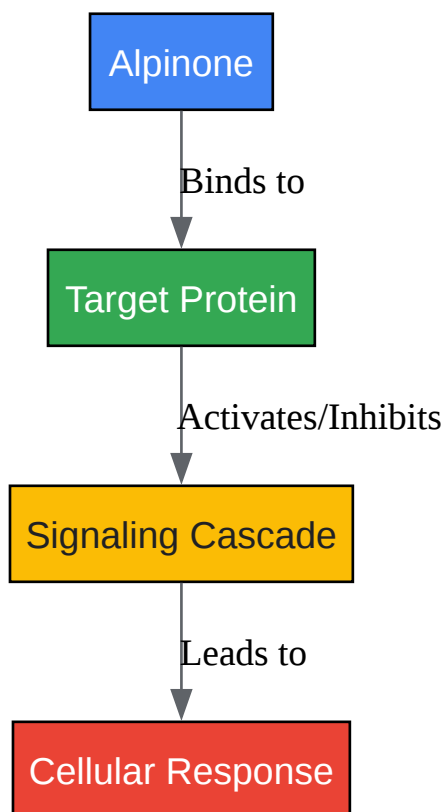 Alpinone
Binds to
Target Protein
Activates/Inhibits
Signaling Cascade
Leads to
Cellular Response